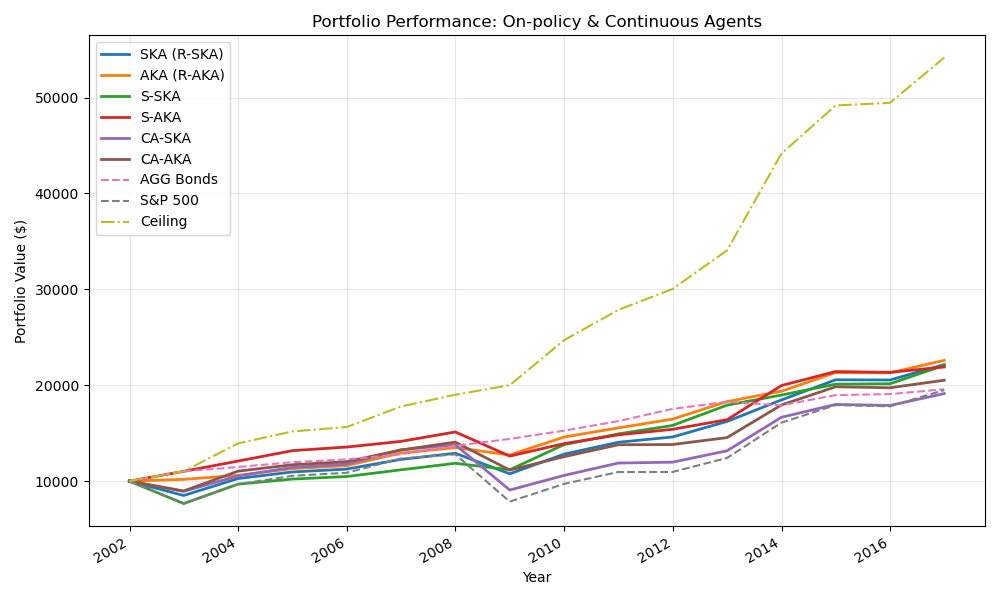 Portfolio Performance: On-policy & Continuous Agents
SKA (R-SKA)
AKA (R-AKA)
S-SKA
S-AKA
CA-SKA
CA-AKA
AGG Bonds
S&P 500
Ceiling
Portfolio Value ($)
50000
40000
30000
20000
10000
2002
2004
2006
2008
2010
2012
2014
2016
Year